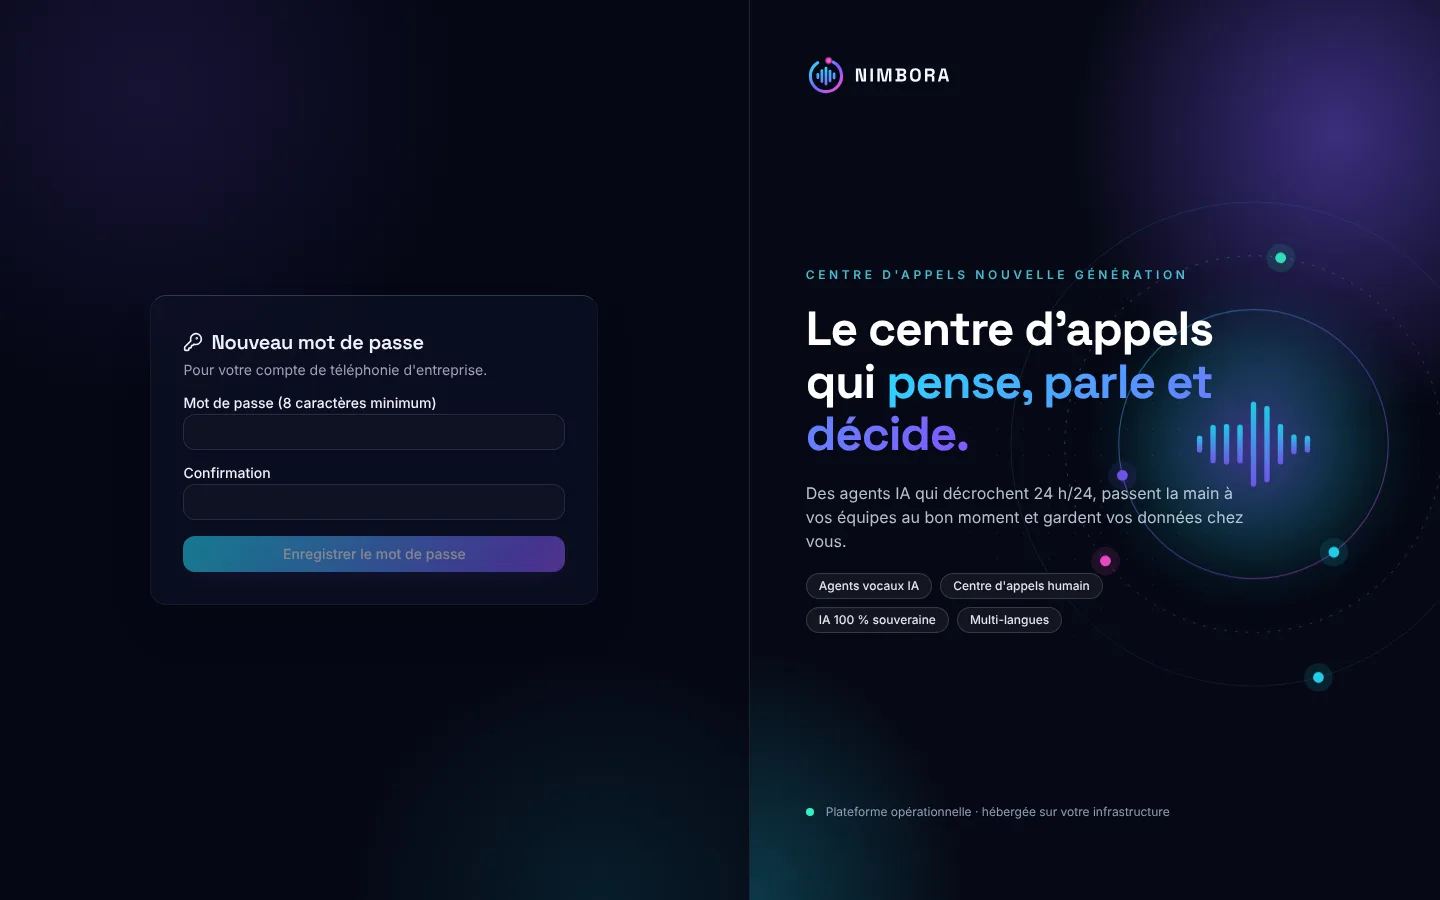 Nouveau mot de passe
Pour votre compte de téléphonie d'entreprise.
Mot de passe (8 caractères minimum)
Confirmation
Enregistrer le mot de passe
NIMBORA
CENTRE D'APPELS NOUVELLE GÉNÉRATION
Le centre d’appels
qui pense, parle et
décide.
Des agents IA qui décrochent 24 h/24, passent la main à
vos équipes au bon moment et gardent vos données chez
vous.
Agents vocaux IA
Centre d'appels humain
IA 100 % souveraine
Multi-langues
Plateforme opérationnelle · hébergée sur votre infrastructure